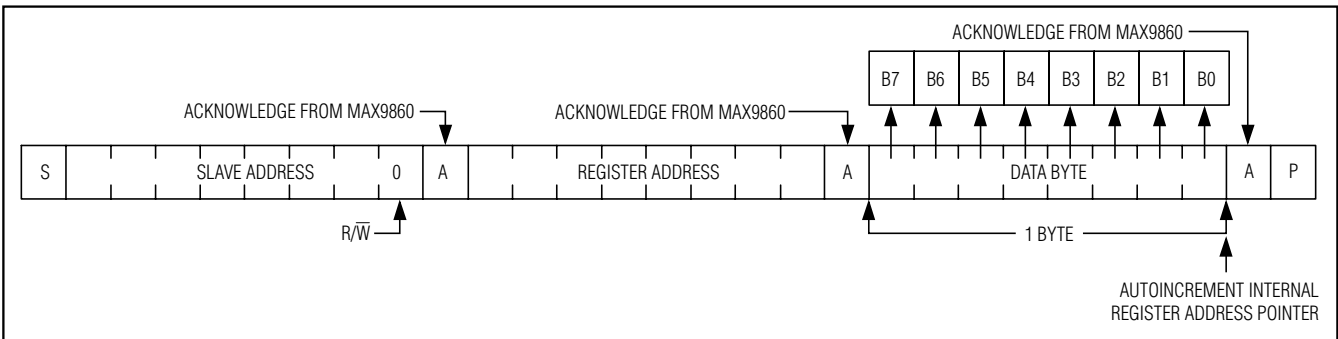 ACKNOWLEDGE FROM MAX9860
B7 B6 B5 B4 B3 B2 B1 B0
ACKNOWLEDGE FROM MAX9860
ACKNOWLEDGE FROM MAX9860
S SLAVE ADDRESS 0 A REGISTER ADDRESS A DATA BYTE A P
R/W̅
1 BYTE
AUTOINCREMENT INTERNAL
REGISTER ADDRESS POINTER